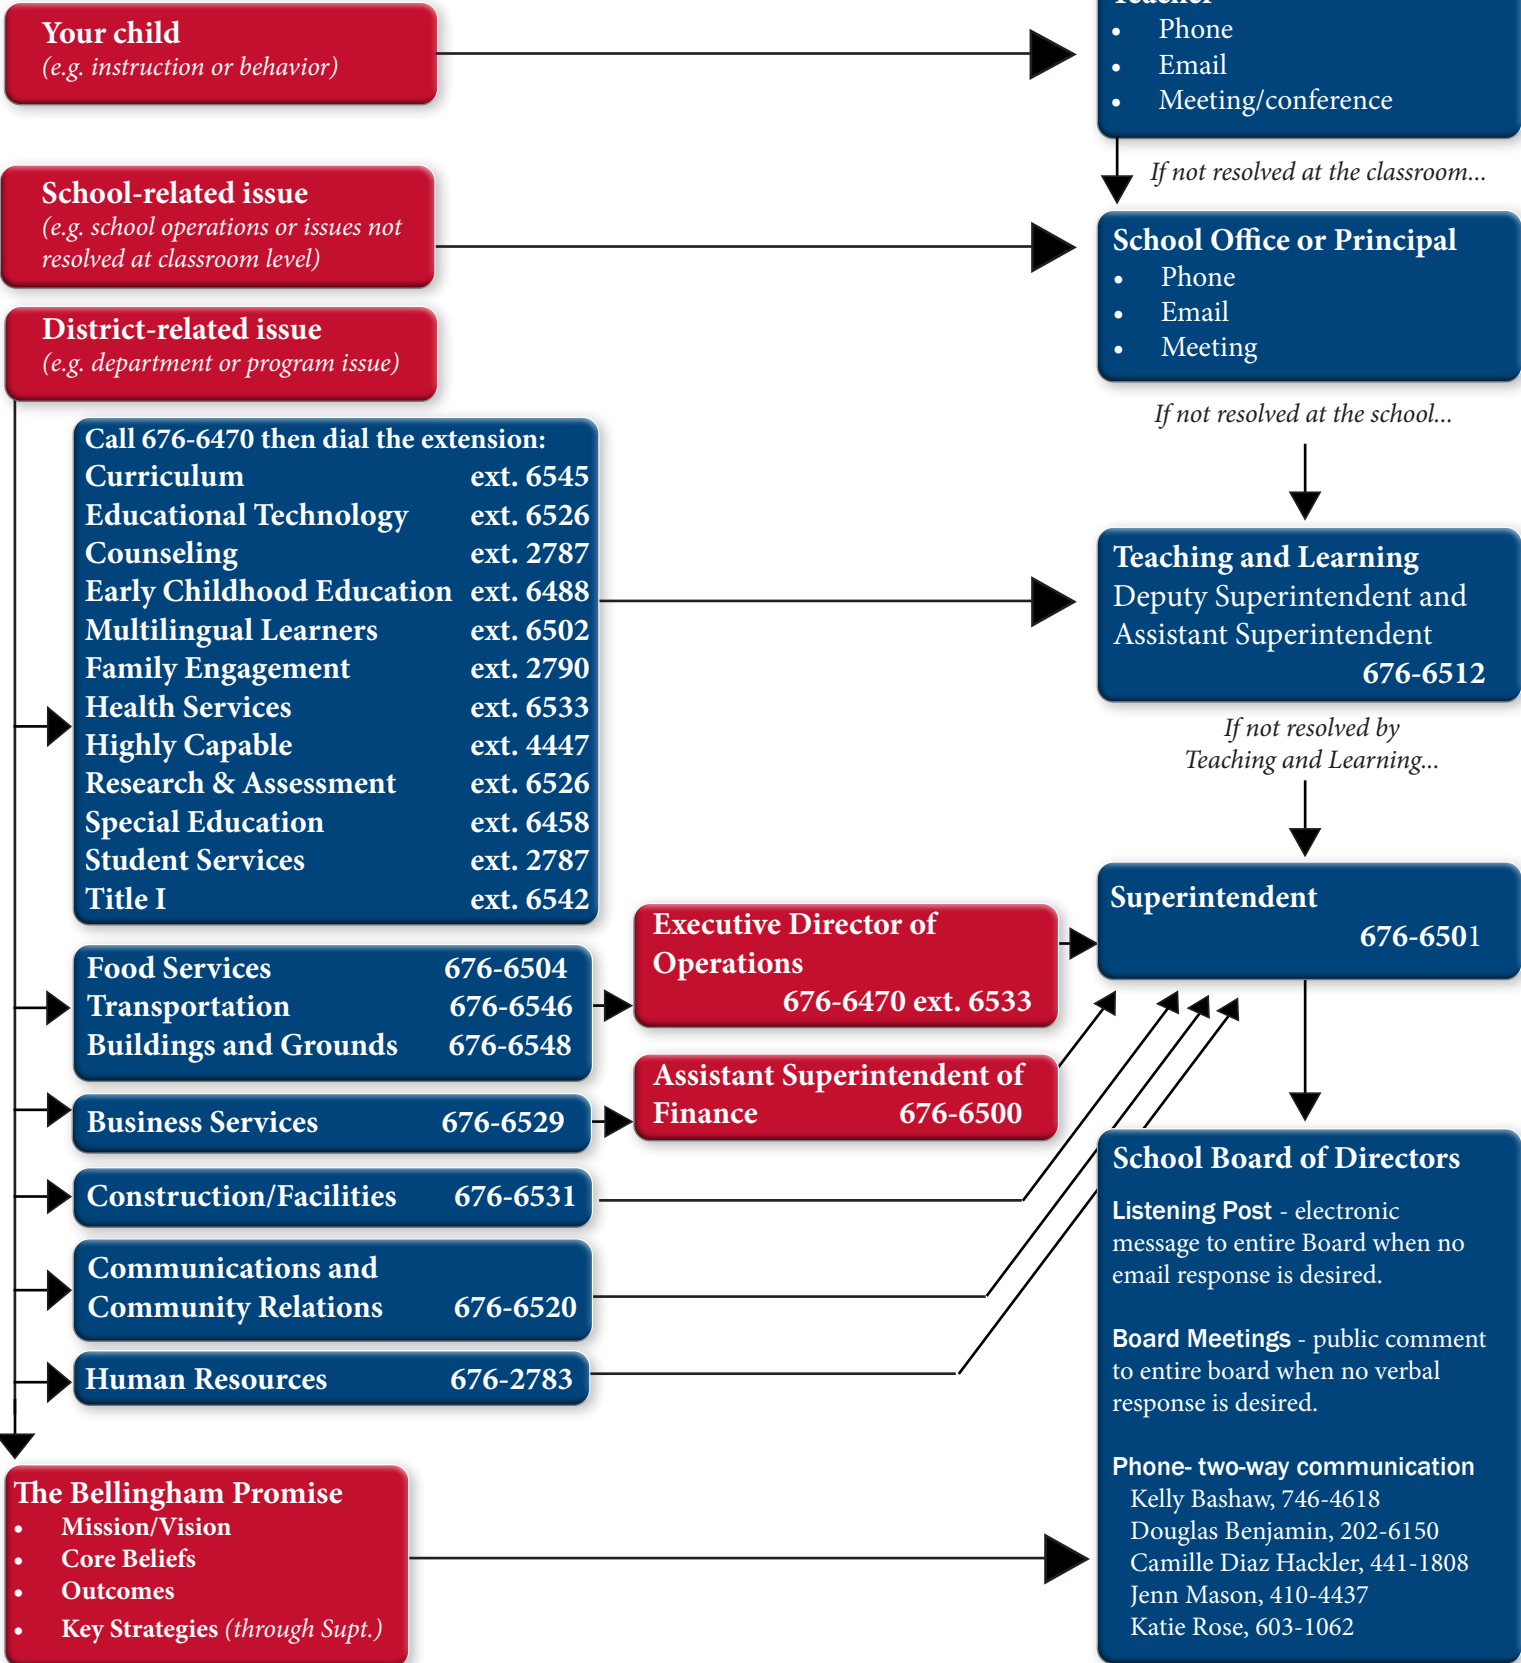 Your child
(e.g. instruction or behavior)
Teacher
• Phone
• Email
• Meeting/conference
If not resolved at the classroom...
School-related issue
(e.g. school operations or issues not
resolved at classroom level)
School Office or Principal
• Phone
• Email
• Meeting
If not resolved at the school...
District-related issue
(e.g. department or program issue)
Call 676-6470 then dial the extension:
Curriculum ext. 6545
Educational Technology ext. 6526
Counseling ext. 2787
Early Childhood Education ext. 6488
Multilingual Learners ext. 6502
Family Engagement ext. 2790
Health Services ext. 6533
Highly Capable ext. 4447
Research & Assessment ext. 6526
Special Education ext. 6458
Student Services ext. 2787
Title I ext. 6542
Teaching and Learning
Deputy Superintendent and
Assistant Superintendent
676-6512
If not resolved by
Teaching and Learning...
Food Services 676-6504
Transportation 676-6546
Buildings and Grounds 676-6548
Executive Director of
Operations
676-6470 ext. 6533
Superintendent
676-6501
Business Services 676-6529
Assistant Superintendent of
Finance 676-6500
Construction/Facilities 676-6531
Communications and
Community Relations 676-6520
Human Resources 676-2783
School Board of Directors
Listening Post - electronic
message to entire Board when no
email response is desired.
Board Meetings - public comment
to entire board when no verbal
response is desired.
Phone- two-way communication
Kelly Bashaw, 746-4618
Douglas Benjamin, 202-6150
Camille Diaz Hackler, 441-1808
Jenn Mason, 410-4437
Katie Rose, 603-1062
The Bellingham Promise
• Mission/Vision
• Core Beliefs
• Outcomes
• Key Strategies (through Supt.)